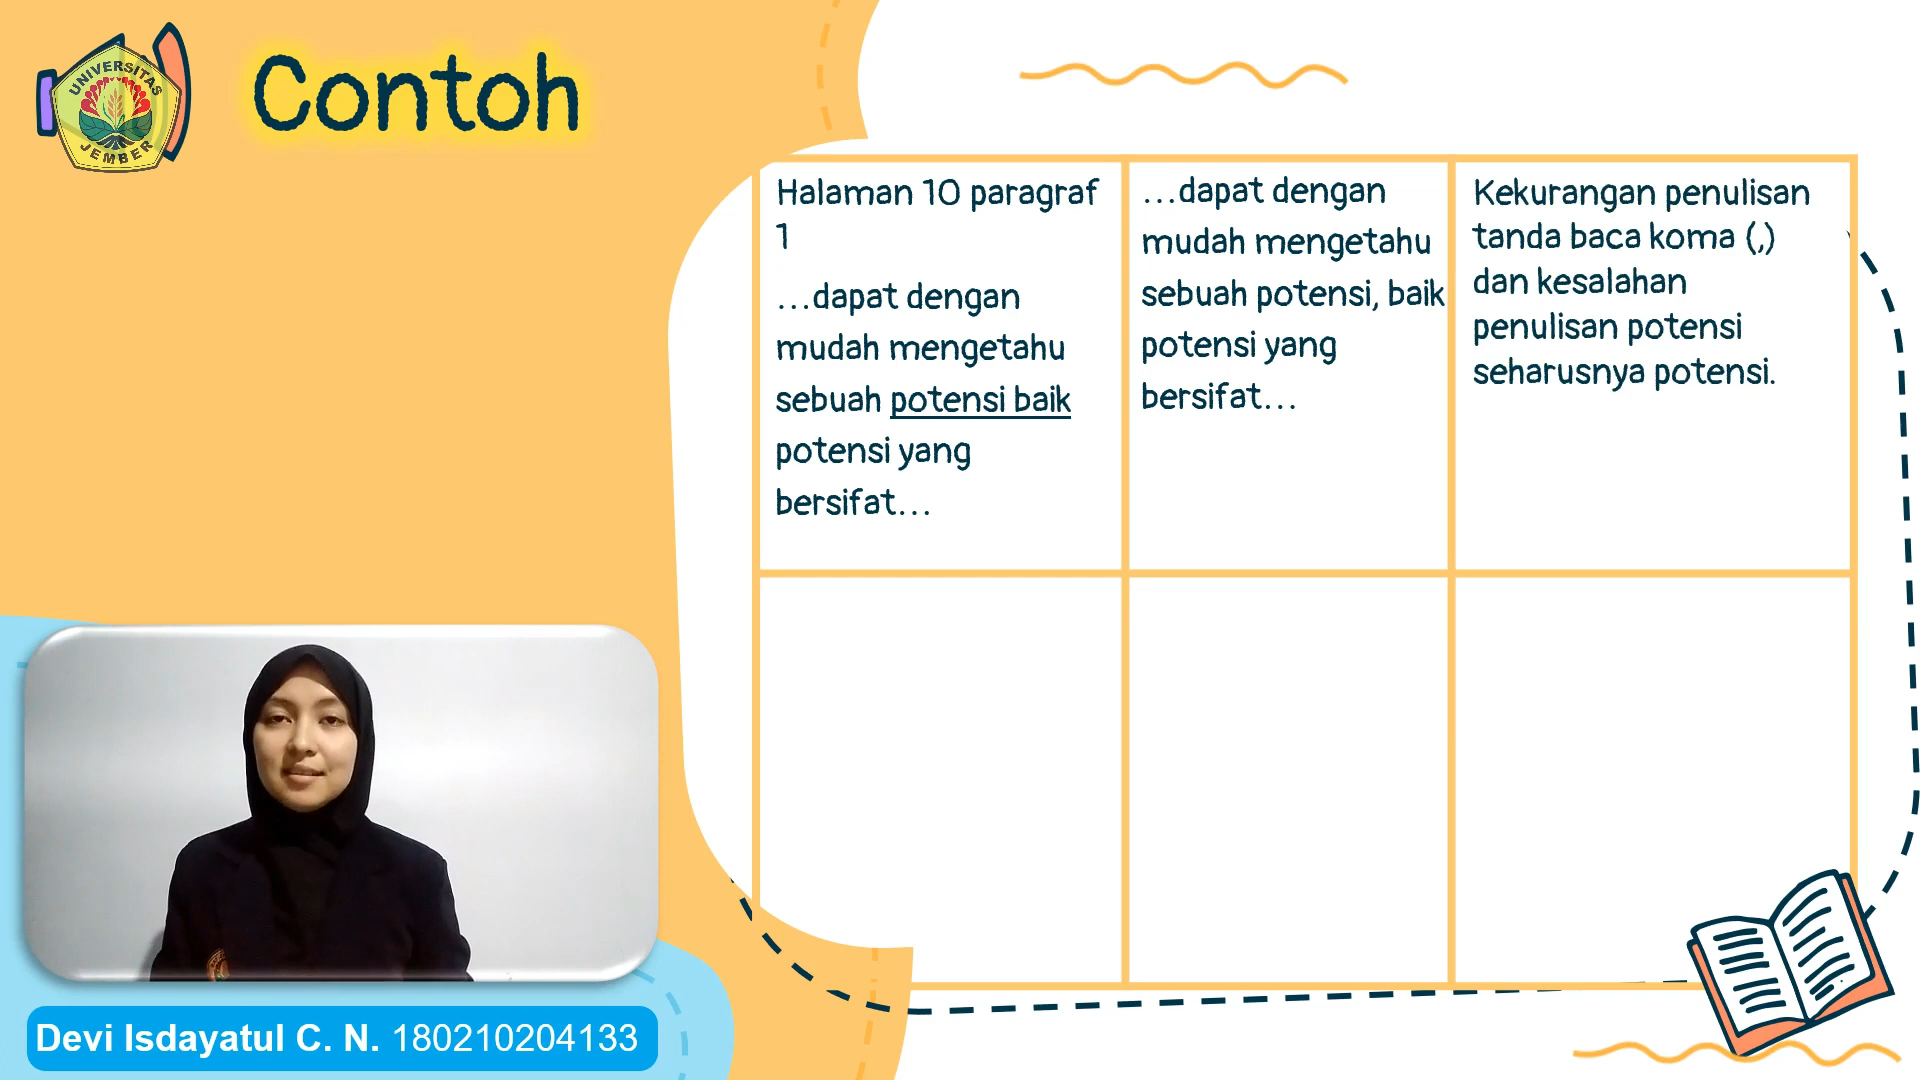 UNIVERSITAS
JEMBER
Contoh
Halaman 10 paragraf
1
...dapat dengan
mudah mengetahu
sebuah potensi baik
potensi yang
bersifat...
...dapat dengan
mudah mengetahu
sebuah potensi, baik
potensi yang
bersifat...
Kekurangan penulisan
tanda baca koma (,)
dan kesalahan
penulisan potensi
seharusnya potensi.
Devi Isdayatul C. N. 180210204133